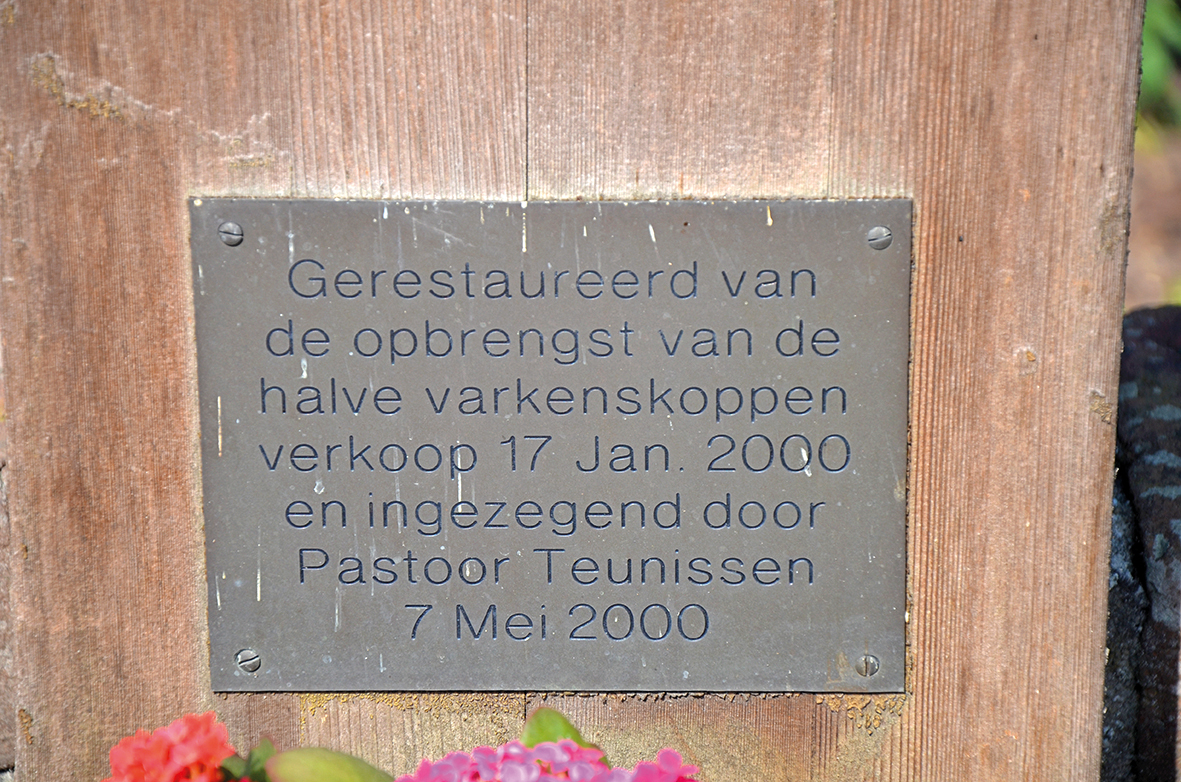 Gerestaureerd van
de opbrengst van de
halve varkenskoppen
verkoop 17 Jan. 2000
en ingezegend door
Pastoor Teunissen
7 Mei 2000